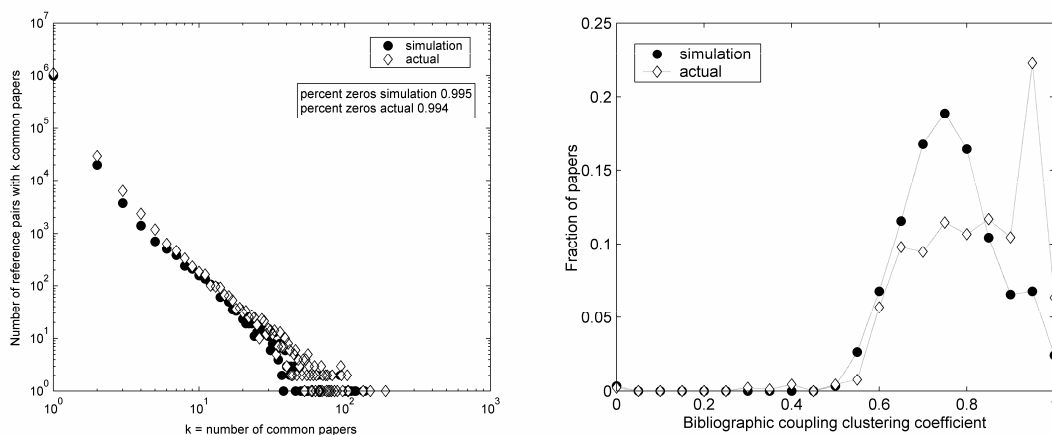 10^7
10^6
10^5
10^4
10^3
10^2
10^1
10^0
Number of reference pairs with k common papers
simulation
actual
percent zeros simulation 0.995
percent zeros actual 0.994
10^0
10^1
10^2
10^3
k = number of common papers
0.25
0.2
0.15
0.1
0.05
0
Fraction of papers
simulation
actual
0
0.2
0.4
0.6
0.8
Bibliographic coupling clustering coefficient